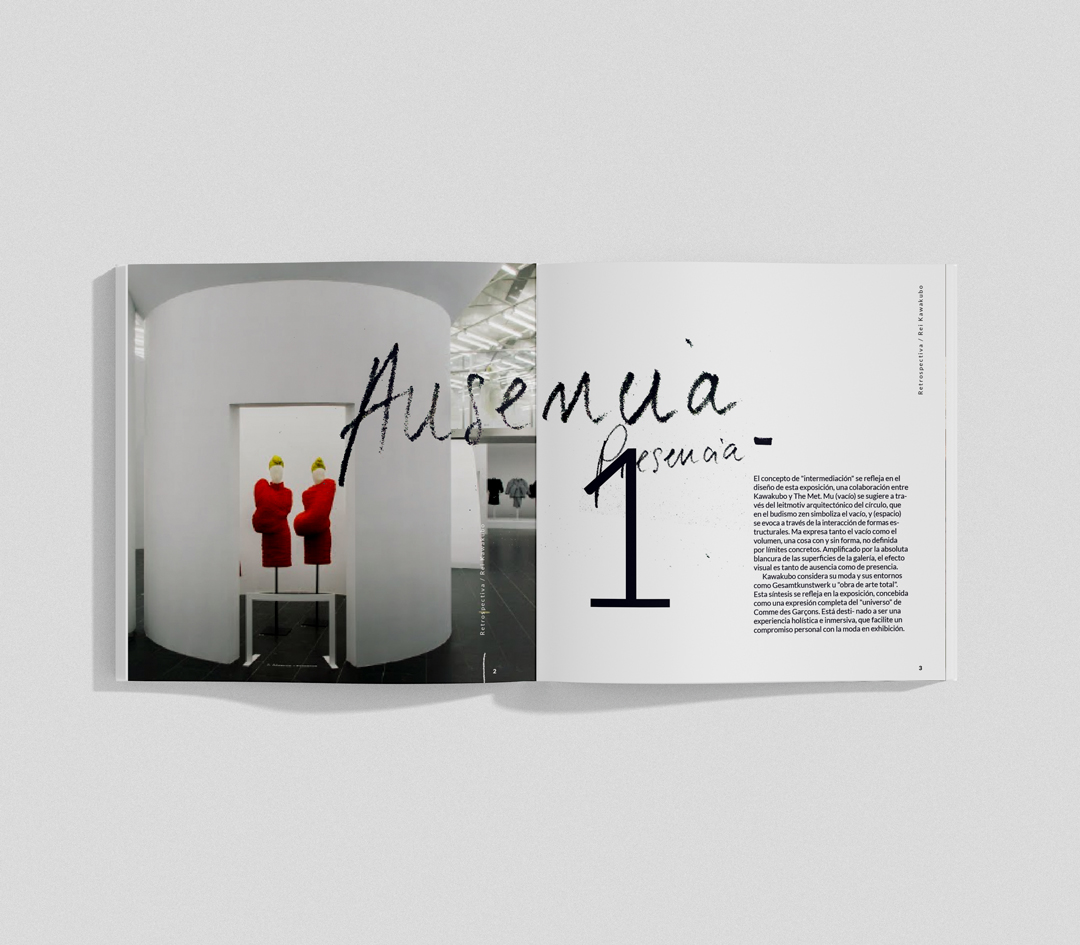 Ausencia
Presencia
1
Retrospectiva / Rei Kawakubo
2
Retrospectiva / Rei Kawakubo
El concepto de "intermediación" se refleja en el
diseño de esta exposición, una colaboración entre
Kawakubo y The Met. Mu (vacío) se sugiere a tra-
vés del leitmotiv arquitectónico del círculo, que
en el budismo zen simboliza el vacío, y (espacio)
se evoca a través de la interacción de formas es-
tructurales. Ma expresa tanto el vacío como el
volumen, una cosa con y sin forma, no definida
por límites concretos. Amplificado por la absoluta
blancura de las superficies de la galería, el efecto
visual es tanto de ausencia como de presencia.
Kawakubo considera su moda y sus entornos
como Gesamtkunstwerk u "obra de arte total".
Esta síntesis se refleja en la exposición, concebida
como una expresión completa del "universo" de
Comme des Garçons. Está desti- nado a ser una
experiencia holística e inmersiva, que facilite un
compromiso personal con la moda en exhibición.
3